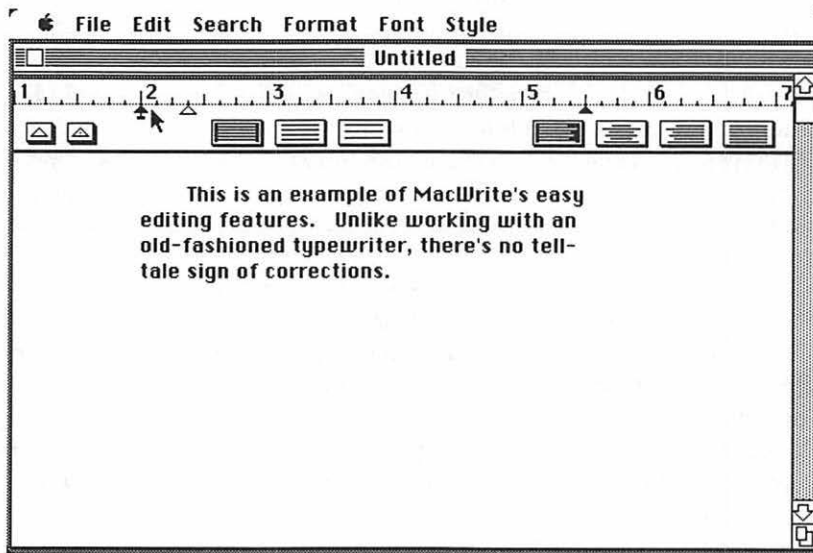 File Edit Search Format Font Style
Untitled
1 2 3 4 5 6 7
This is an example of MacWrite's easy
editing features. Unlike working with an
old-fashioned typewriter, there's no tell-
tale sign of corrections.